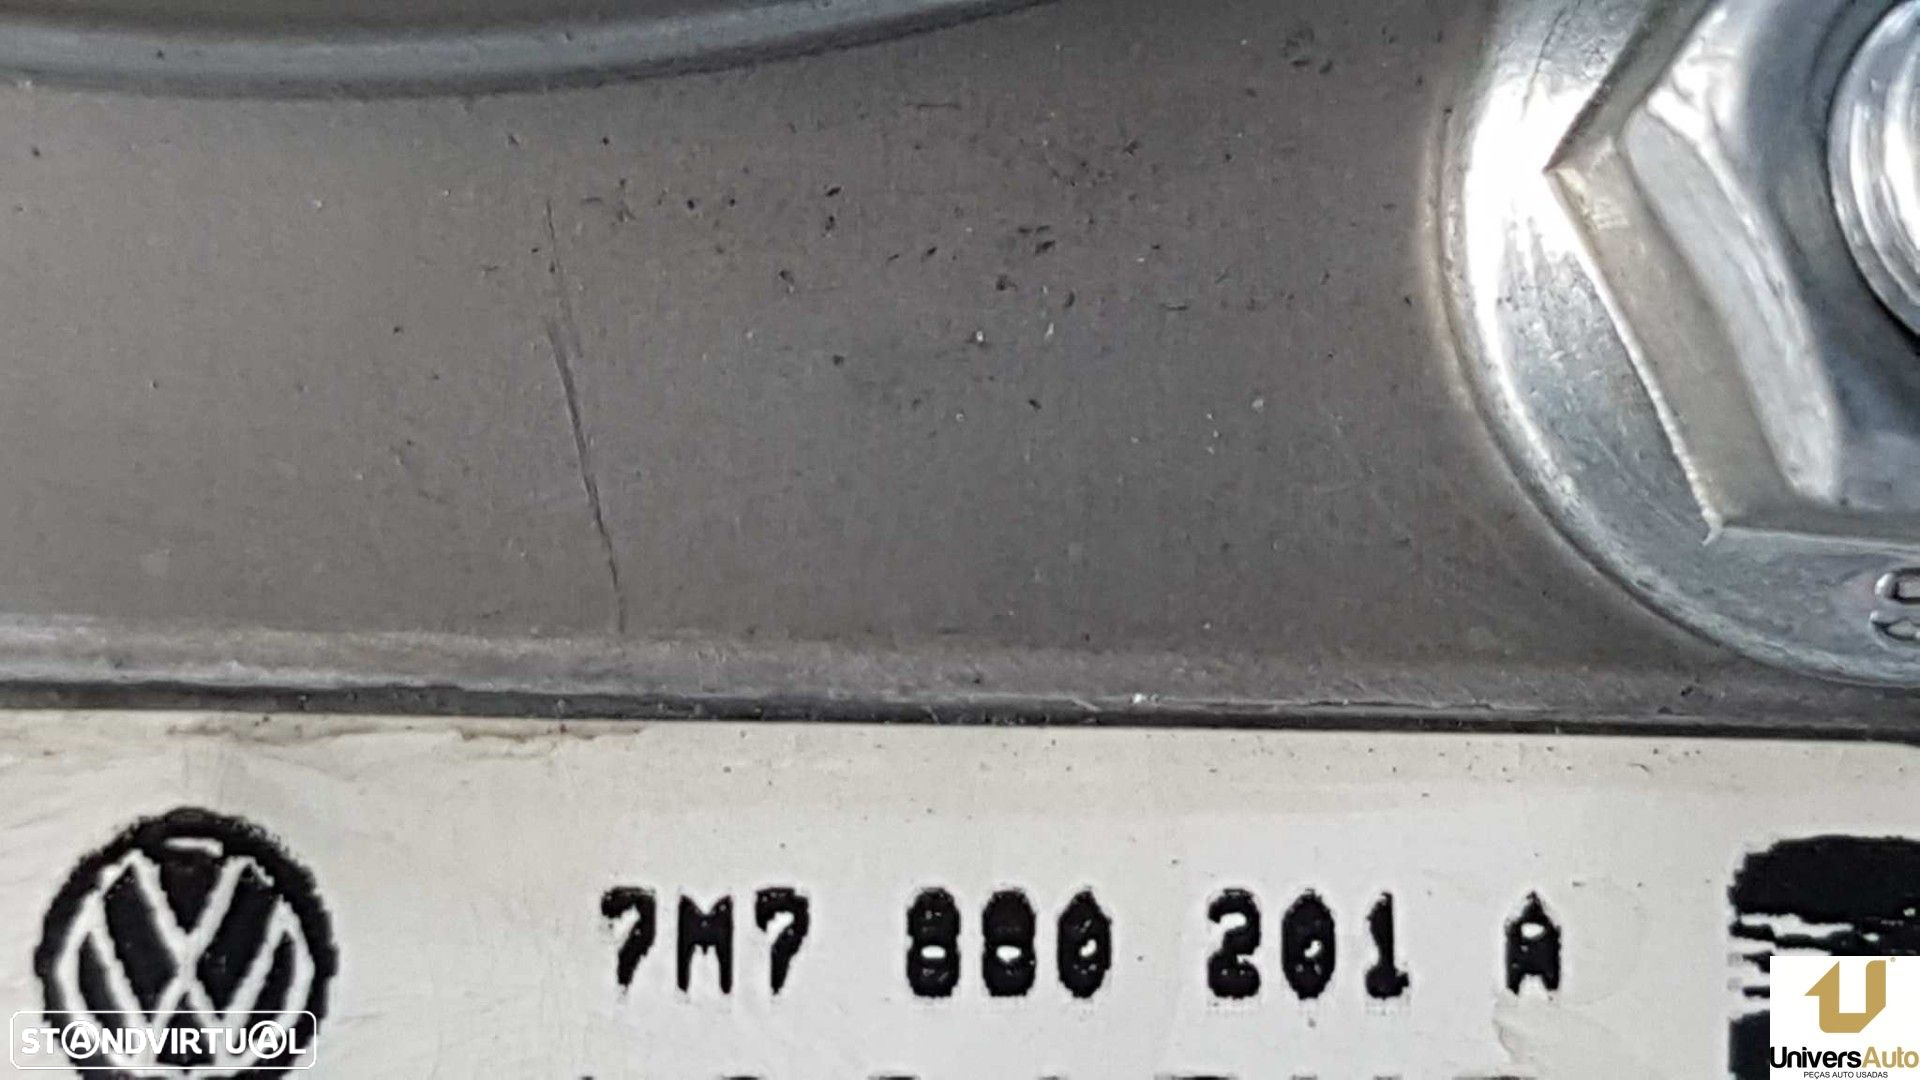 7M7 880 201 A
STANDVIRTUAL
UniversAuto
PEÇAS AUTO USADAS